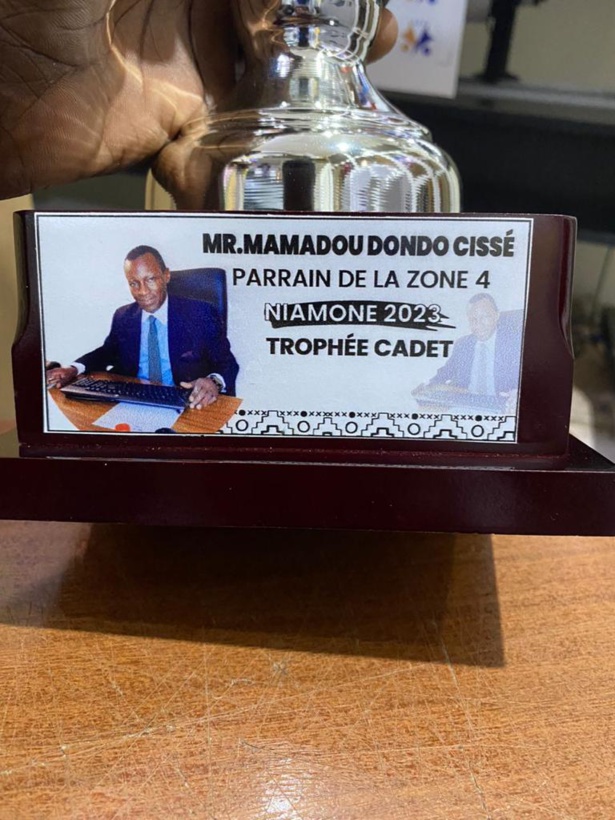 MR.MAMADOU DONDO CISSÉ
PARRAIN DE LA ZONE 4
NIAMONE 2023
TROPHÉE CADET